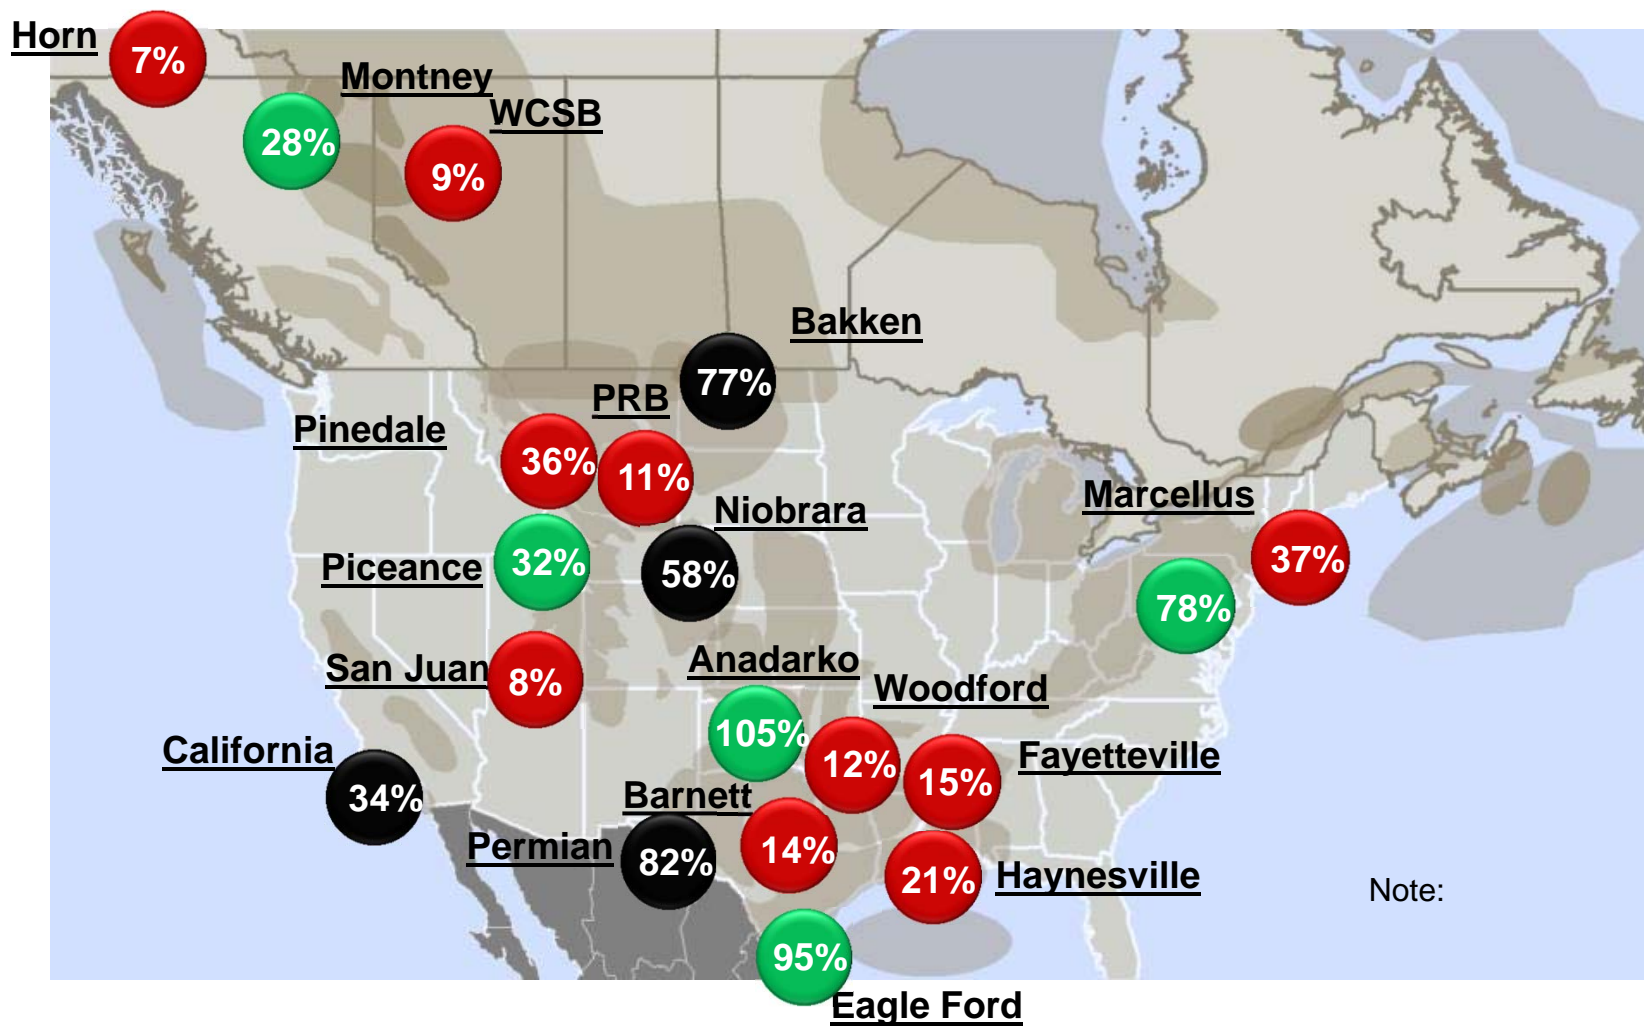 Horn
7%
Montney
28%
WCSB
9%
Bakken
77%
PRB
11%
Pinedale
36%
Niobrara
58%
Marcellus
37%
78%
Piceance
32%
San Juan
8%
Anadarko
105%
Woodford
12%
Fayetteville
15%
California
34%
Barnett
14%
Permian
82%
Haynesville
21%
Note:
95%
Eagle Ford